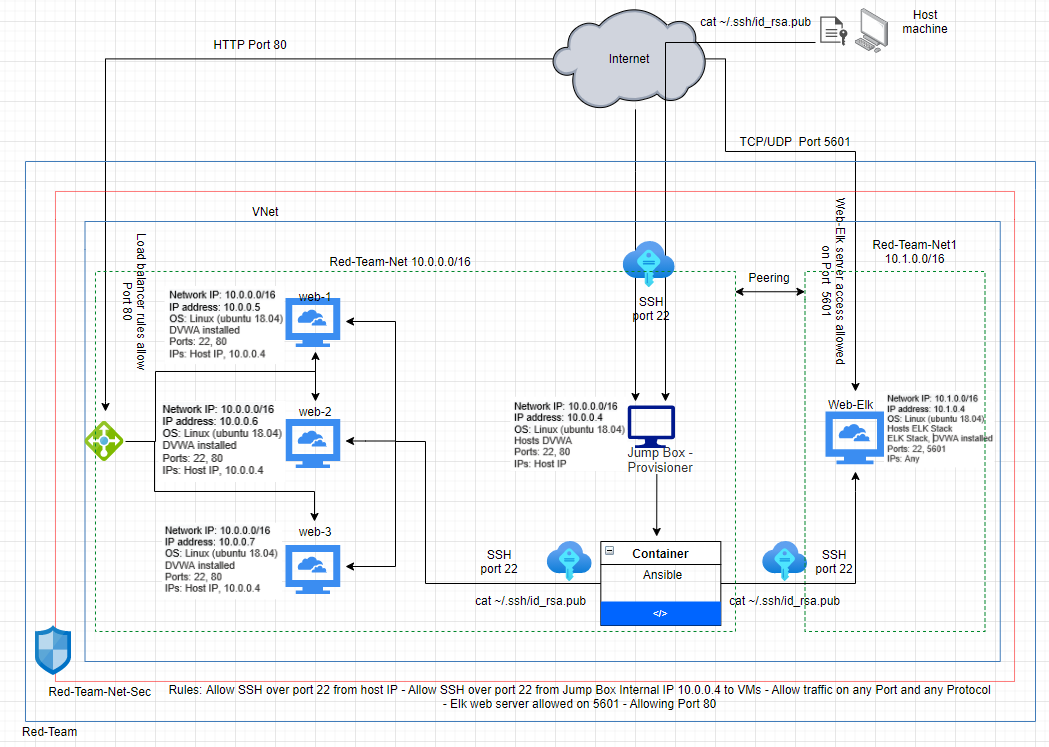 cat ~/.ssh/id_rsa.pub
Host
machine
HTTP Port 80
Internet
TCP/UDP  Port 5601
VNet
Red-Team-Net 10.0.0.0/16
Red-Team-Net1
10.1.0.0/16
Load balancer rules allow
Port 80
Web-Elk server access allowed
on Port  5601
Peering
SSH
port 22
web-1
Network IP: 10.0.0.0/16
IP address: 10.0.0.5
OS: Linux (ubuntu 18.04)
DVWA installed
Ports: 22, 80
IPs: Host IP, 10.0.0.4
web-2
Network IP: 10.0.0.0/16
IP address: 10.0.0.6
OS: Linux (ubuntu 18.04)
DVWA installed
Ports: 22, 80
IPs: Host IP, 10.0.0.4
web-3
Network IP: 10.0.0.0/16
IP address: 10.0.0.7
OS: Linux (ubuntu 18.04)
DVWA installed
Ports: 22, 80
IPs: Host IP, 10.0.0.4
Network IP: 10.0.0.0/16
IP address: 10.0.0.4
OS: Linux (ubuntu 18.04)
Hosts DVWA
Ports: 22, 80
IPs: Host IP
Jump Box -
Provisioner
Web-Elk
Network IP: 10.1.0.0/16
IP address: 10.1.0.4
OS: Linux (ubuntu 18.04)
Hosts ELK Stack
ELK Stack, DVWA installed
Ports: 22, 5601
IPs: Any
SSH
port 22
cat ~/.ssh/id_rsa.pub
Container
Ansible
</>
SSH
port 22
cat ~/.ssh/id_rsa.pub
Red-Team-Net-Sec
Rules:  Allow SSH over port 22 from host IP - Allow SSH over port 22 from Jump Box Internal IP 10.0.0.4 to VMs - Allow traffic on any Port and any Protocol
- Elk web server allowed on 5601 - Allowing Port 80
Red-Team